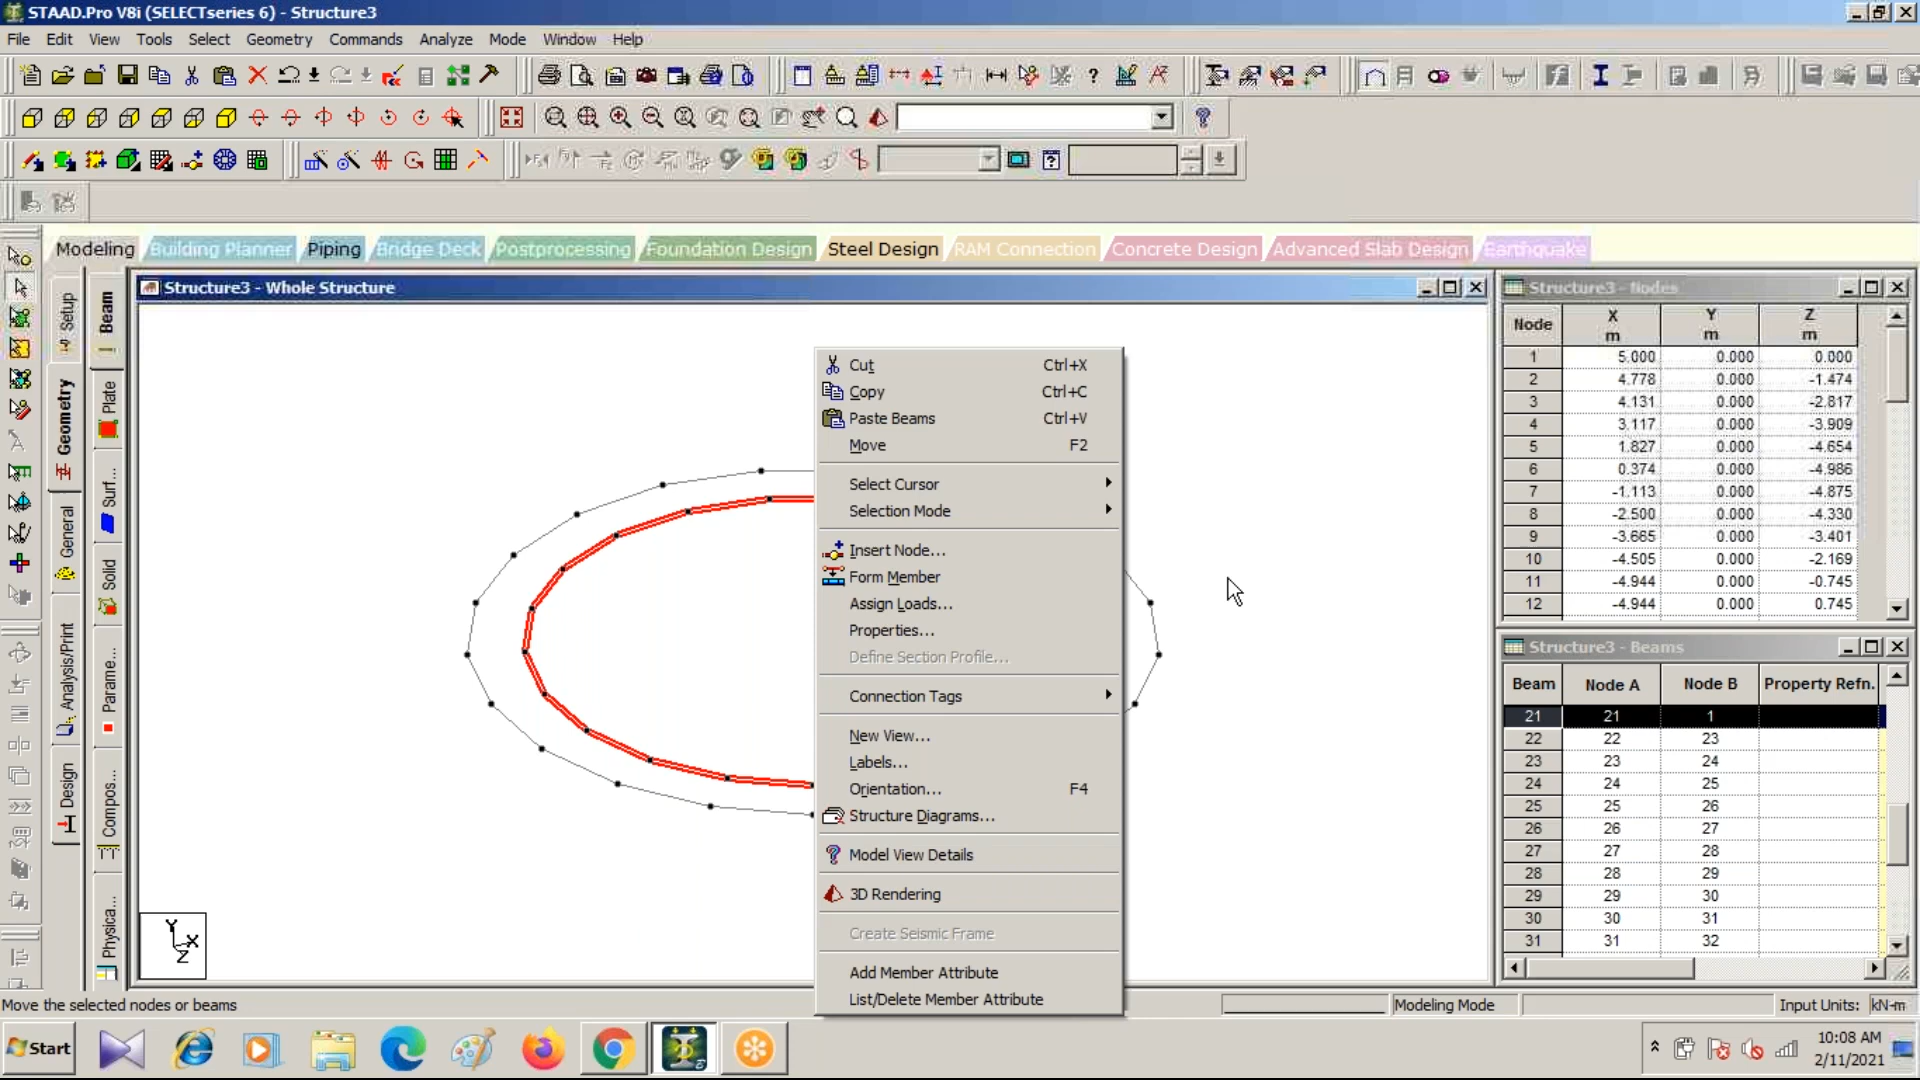 STAAD.Pro V8i (SELECTseries 6) - Structure3
File Edit View Tools Select Geometry Commands Analyze Mode Window Help
Modeling Building Planner Piping Bridge Deck Postprocessing Foundation Design Steel Design RAM Connection Concrete Design Advanced Slab Design Earthquake
Setup
Geometry
General
Analysis/Print
Design
Beam
Plate
Surf...
Solid
Parame...
Compos...
Physica...
Structure3 - Whole Structure
Cut Ctrl+X
Copy Ctrl+C
Paste Beams Ctrl+V
Move F2
Select Cursor
Selection Mode
Insert Node...
Form Member
Assign Loads...
Properties...
Define Section Profile...
Connection Tags
New View...
Labels...
Orientation... F4
Structure Diagrams...
Model View Details
3D Rendering
Create Seismic Frame
Add Member Attribute
List/Delete Member Attribute
Y
X
Z
Structure3 - Nodes
Node X m Y m Z m
1 5.000 0.000 0.000
2 4.778 0.000 -1.474
3 4.131 0.000 -2.817
4 3.117 0.000 -3.909
5 1.827 0.000 -4.654
6 0.374 0.000 -4.986
7 -1.113 0.000 -4.875
8 -2.500 0.000 -4.330
9 -3.665 0.000 -3.401
10 -4.505 0.000 -2.169
11 -4.944 0.000 -0.745
12 -4.944 0.000 0.745
Structure3 - Beams
Beam Node A Node B Property Refn.
21 21 1
22 22 23
23 23 24
24 24 25
25 25 26
26 26 27
27 27 28
28 28 29
29 29 30
30 30 31
31 31 32
Move the selected nodes or beams
Modeling Mode
Input Units: kN-m
Start
10:08 AM
2/11/2021